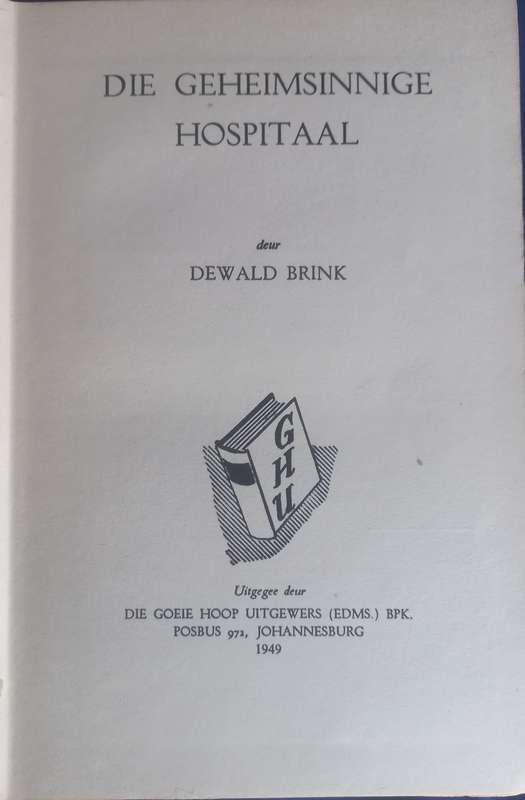 DIE GEHEIMSINNIGE
HOSPITAAL
deur
DEWALD BRINK
GHU
Uitgegee deur
DIE GOEIE HOOP UITGEWERS (EDMS.) BPK.
POSBUS 972, JOHANNESBURG
1949